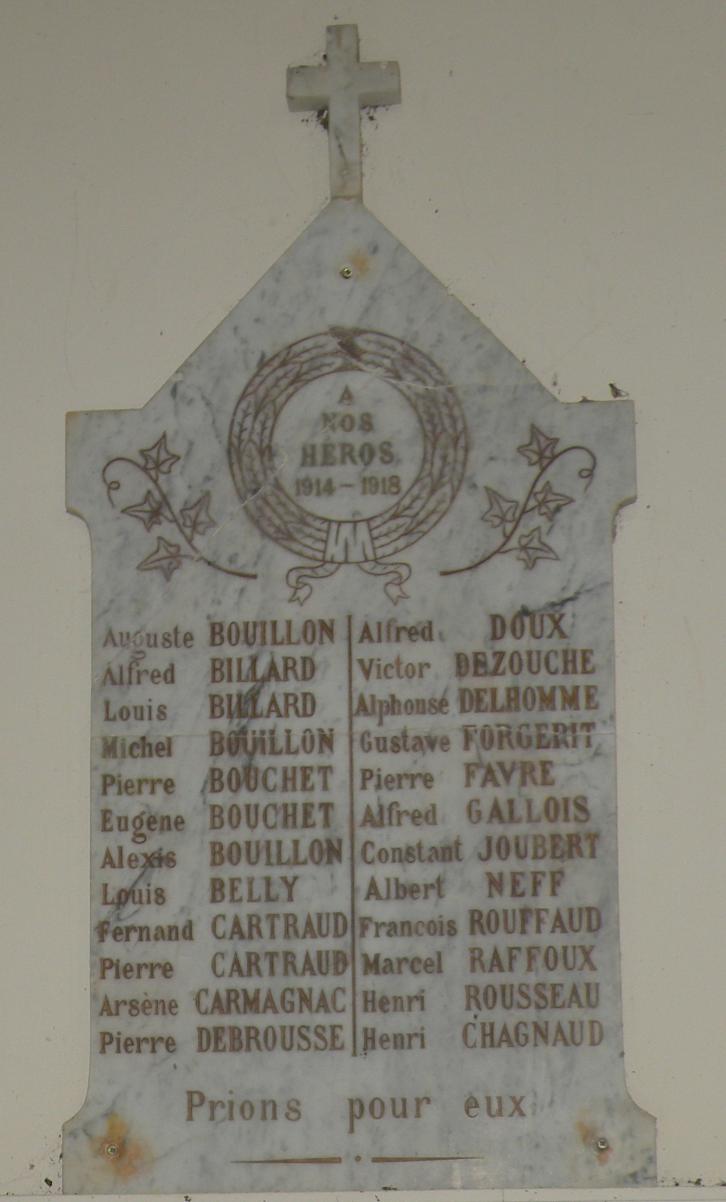 A
NOS
HEROS
1914 - 1918
Auguste BOUILLON
Alfred BILLARD
Louis BILLARD
Michel BOUILLON
Pierre BOUCHET
Eugène BOUCHET
Alexis BOUILLON
Louis BELLY
Fernand CARTRAUD
Pierre CARTRAUD
Arsène CARMAGNAC
Pierre DEBROUSSE
Alfred DOUX
Victor DEZOUCHE
Alphonse DELHOMME
Gustave FORGERIT
Pierre FAVRE
Alfred GALLOIS
Constant JOUBERT
Albert NEFF
Francois ROUFFAUD
Marcel RAFFOUX
Henri ROUSSEAU
Henri CHAGNAUD
Prions pour eux